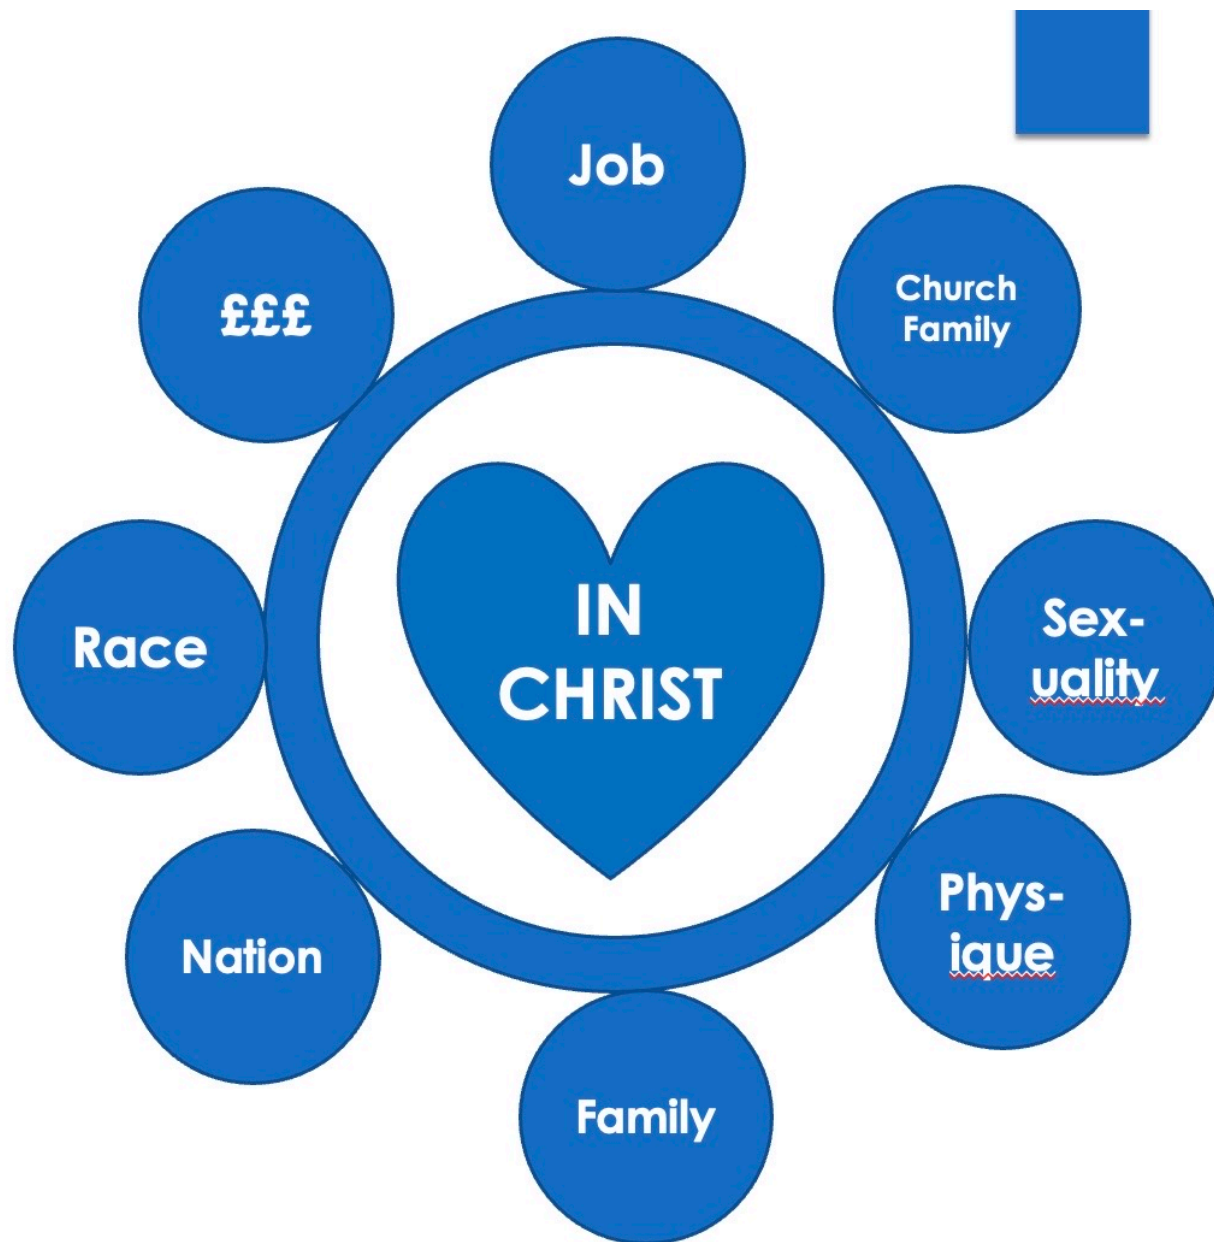 Job
£££
Church
Family
IN
CHRIST
Race
Sex-
uality
Phys-
ique
Nation
Family